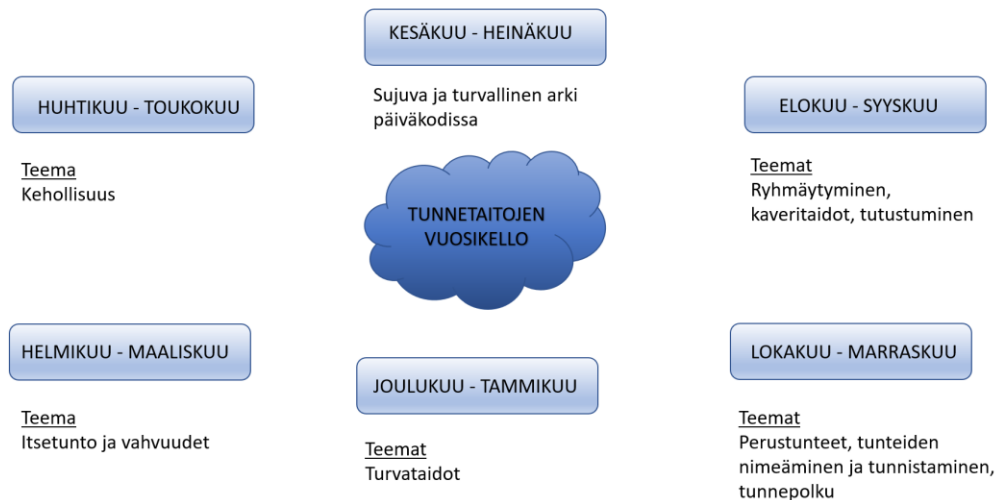 KESÄKUU - HEINÄKUU
Sujuva ja turvallinen arki
päiväkodissa
HUHTIKUU - TOUKOKUU
Teema
Kehollisuus
ELOKUU - SYYSKUU
Teemat
Ryhmäytyminen,
kaveritaidot, tutustuminen
TUNNETAITOJEN
VUOSIKELLO
HELMIKUU - MAALISKUU
Teema
Itsetunto ja vahvuudet
JOULUKUU - TAMMIKUU
Teemat
Turvataidot
LOKAKUU - MARRASKUU
Teemat
Perustunteet, tunteiden
nimeäminen ja tunnistaminen,
tunnepolku